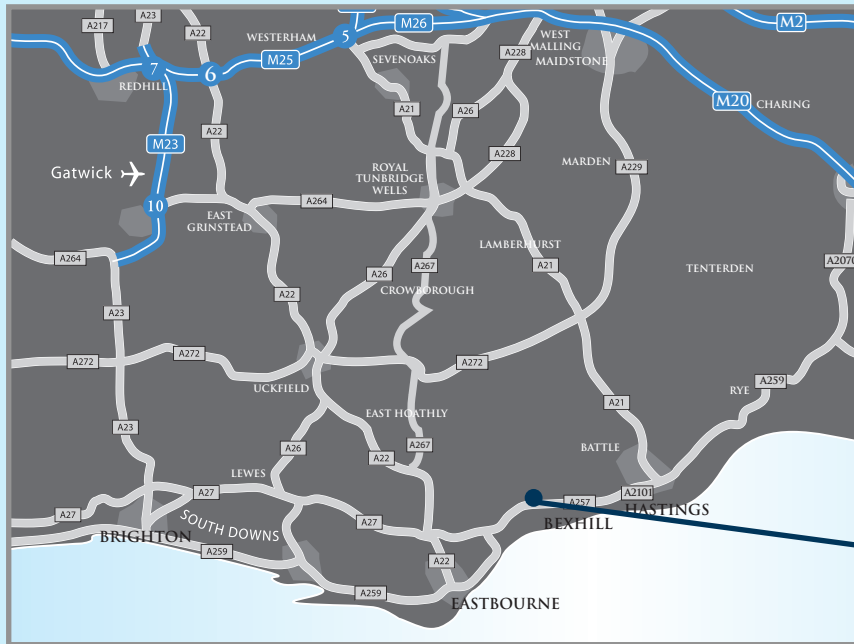 A23
A217
A22
M26
M2
WESTERHAM
5
WEST
MALLING
A228
SEVENOAKS
MAIDSTONE
M25
7
6
REDHILL
M20
CHARING
A21
A26
A22
M23
A228
MARDEN
A229
Gatwick
ROYAL
TUNBRIDGE
WELLS
10
A264
EAST
GRINSTEAD
LAMBERHURST
A264
A26
A267
A21
TENTERDEN
A2070
A22
CROWBOROUGH
A23
A272
A272
A272
UCKFIELD
A259
RYE
A21
EAST HOATHLY
A23
A26
A267
BATTLE
A22
LEWES
A27
A2101
A257
HASTINGS
A27
SOUTH DOWNS
A27
BEXHILL
BRIGHTON
A259
A22
A259
EASTBOURNE